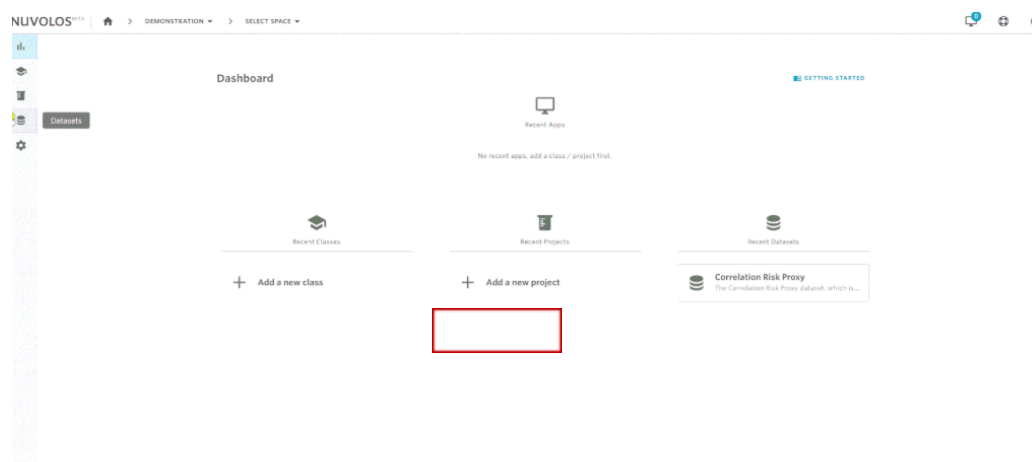 NUVOLOS BETA > DEMONSTRATION > SELECT SPACE
0
Dashboard
GETTING STARTED
Datasets
Recent Apps
No recent apps, add a class / project first.
Recent Classes
Recent Projects
Recent Datasets
Add a new class
Add a new project
Correlation Risk Proxy
The Correlation Risk Proxy dataset, which is...